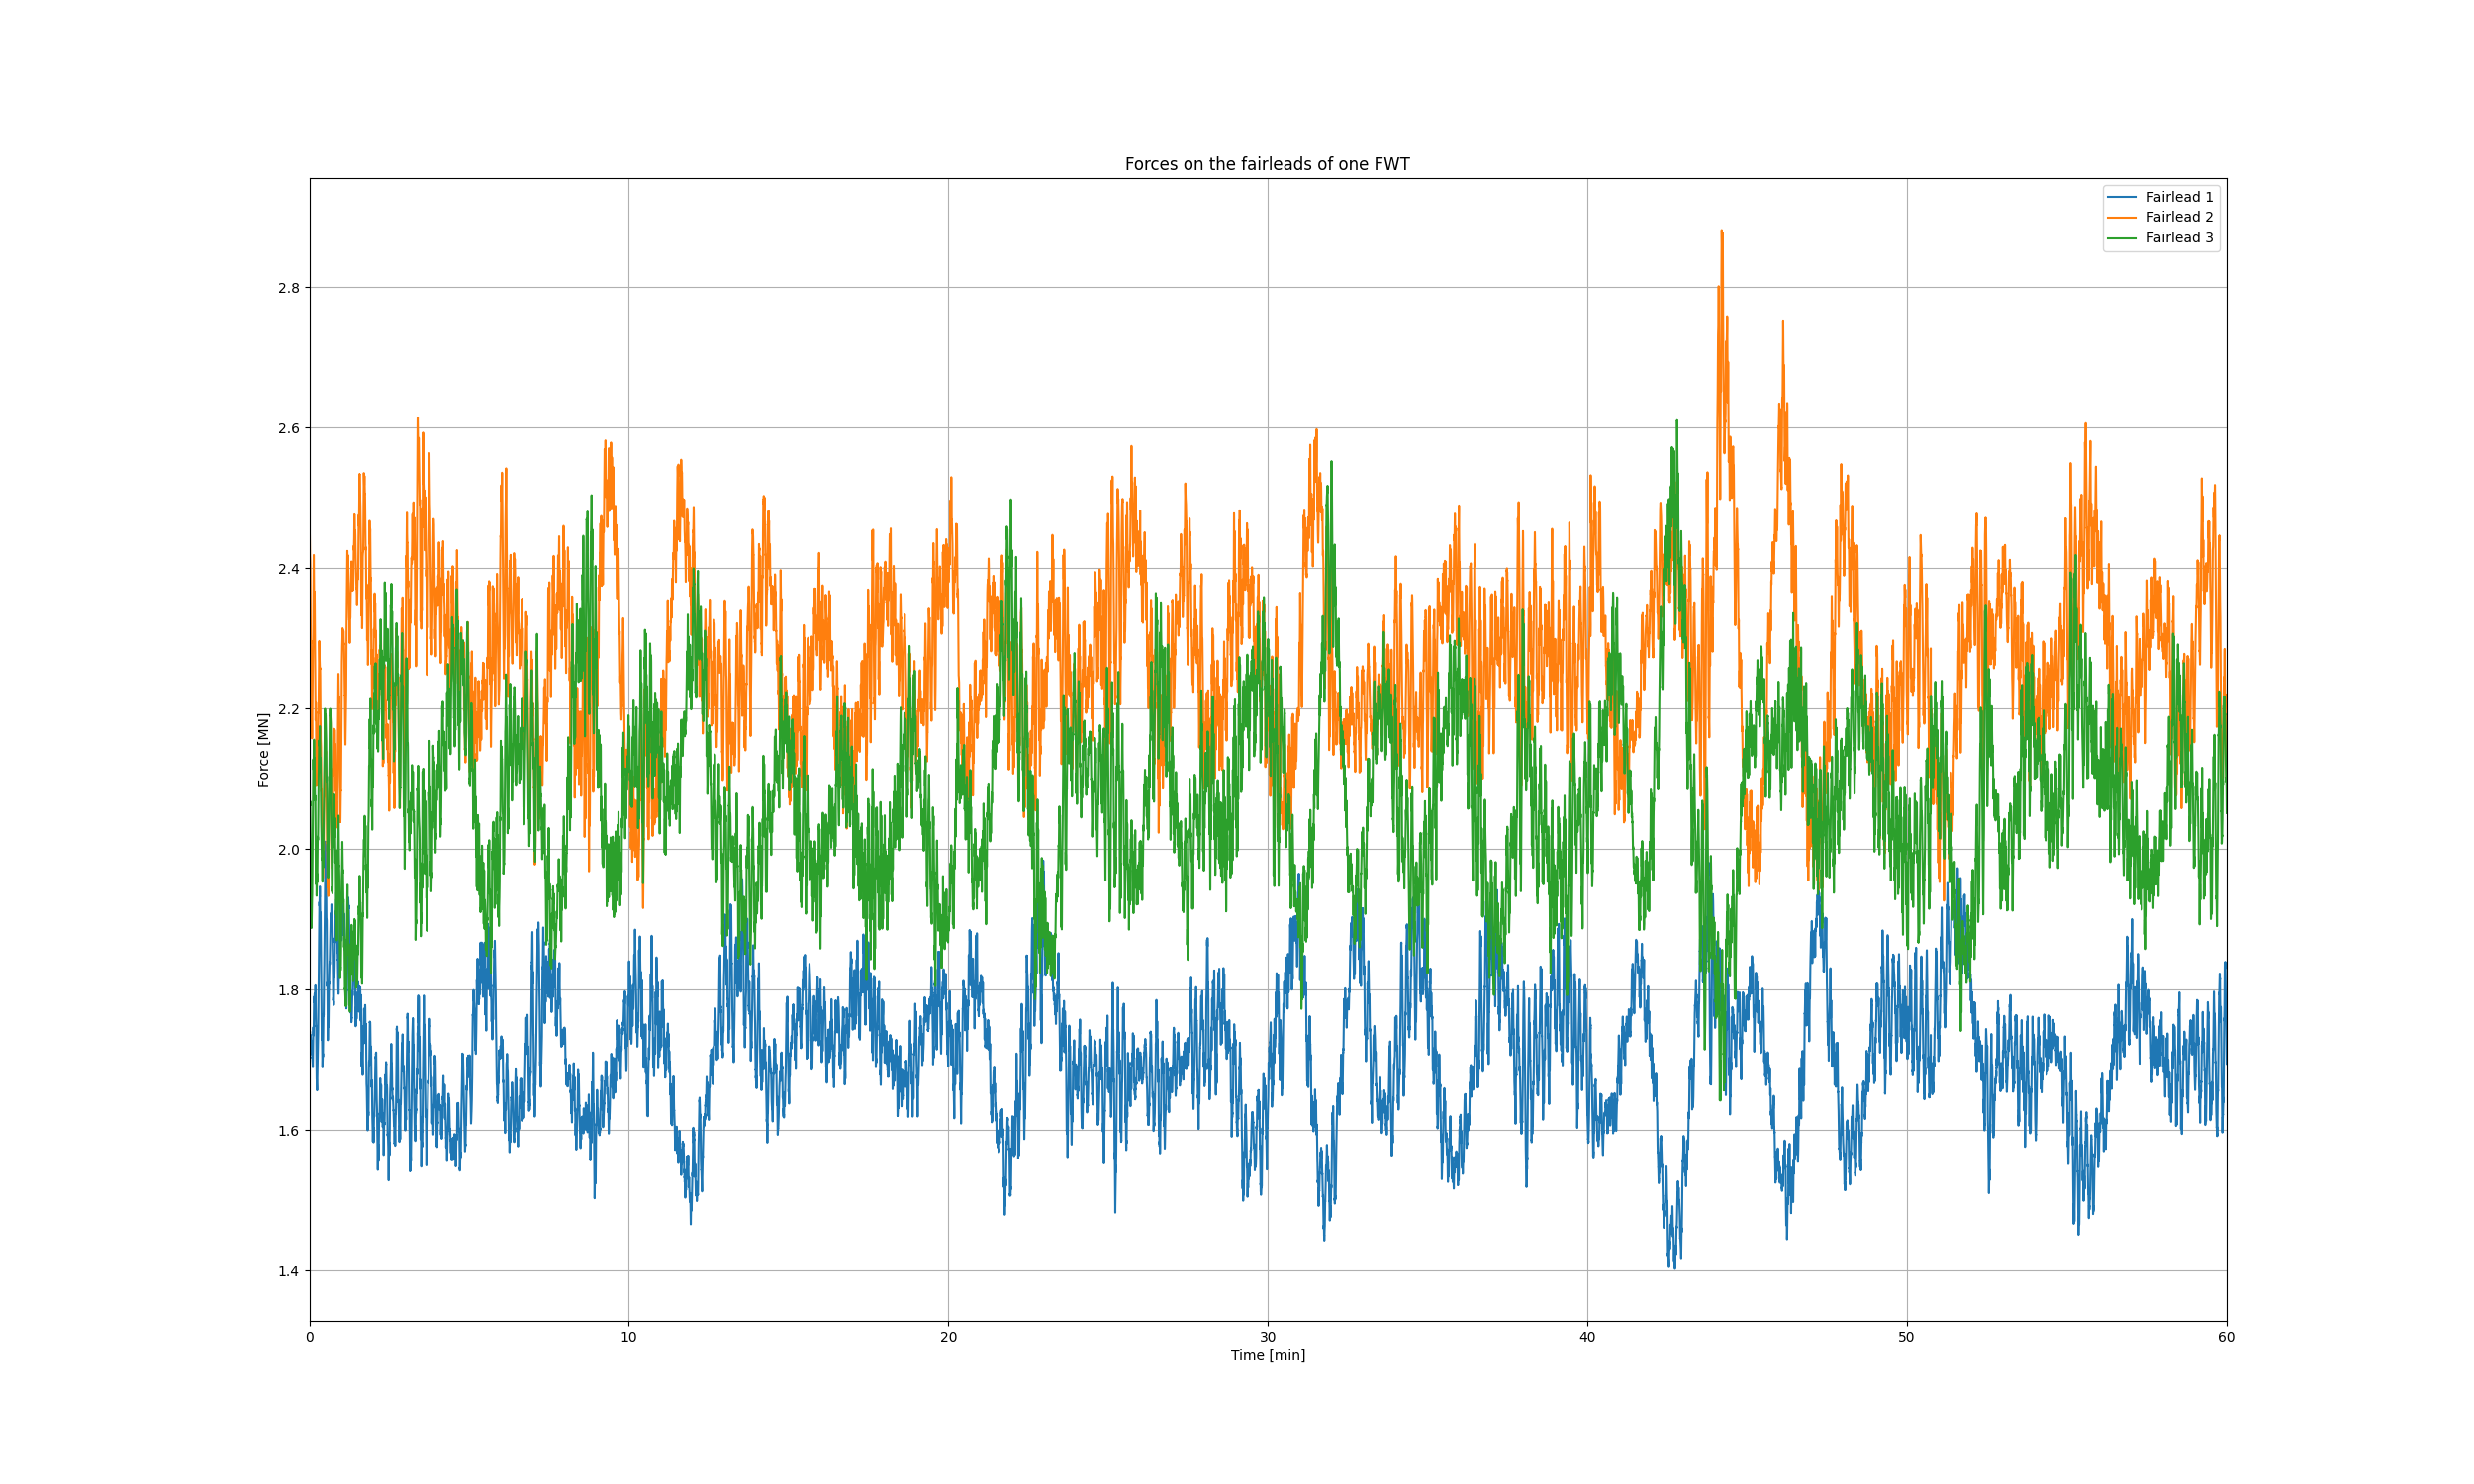 Forces on the fairleads of one FWT
Fairlead 1
Fairlead 2
Fairlead 3
Force [MN]
2.8
2.6
2.4
2.2
2.0
1.8
1.6
1.4
0 10 20 30 40 50 60
Time [min]